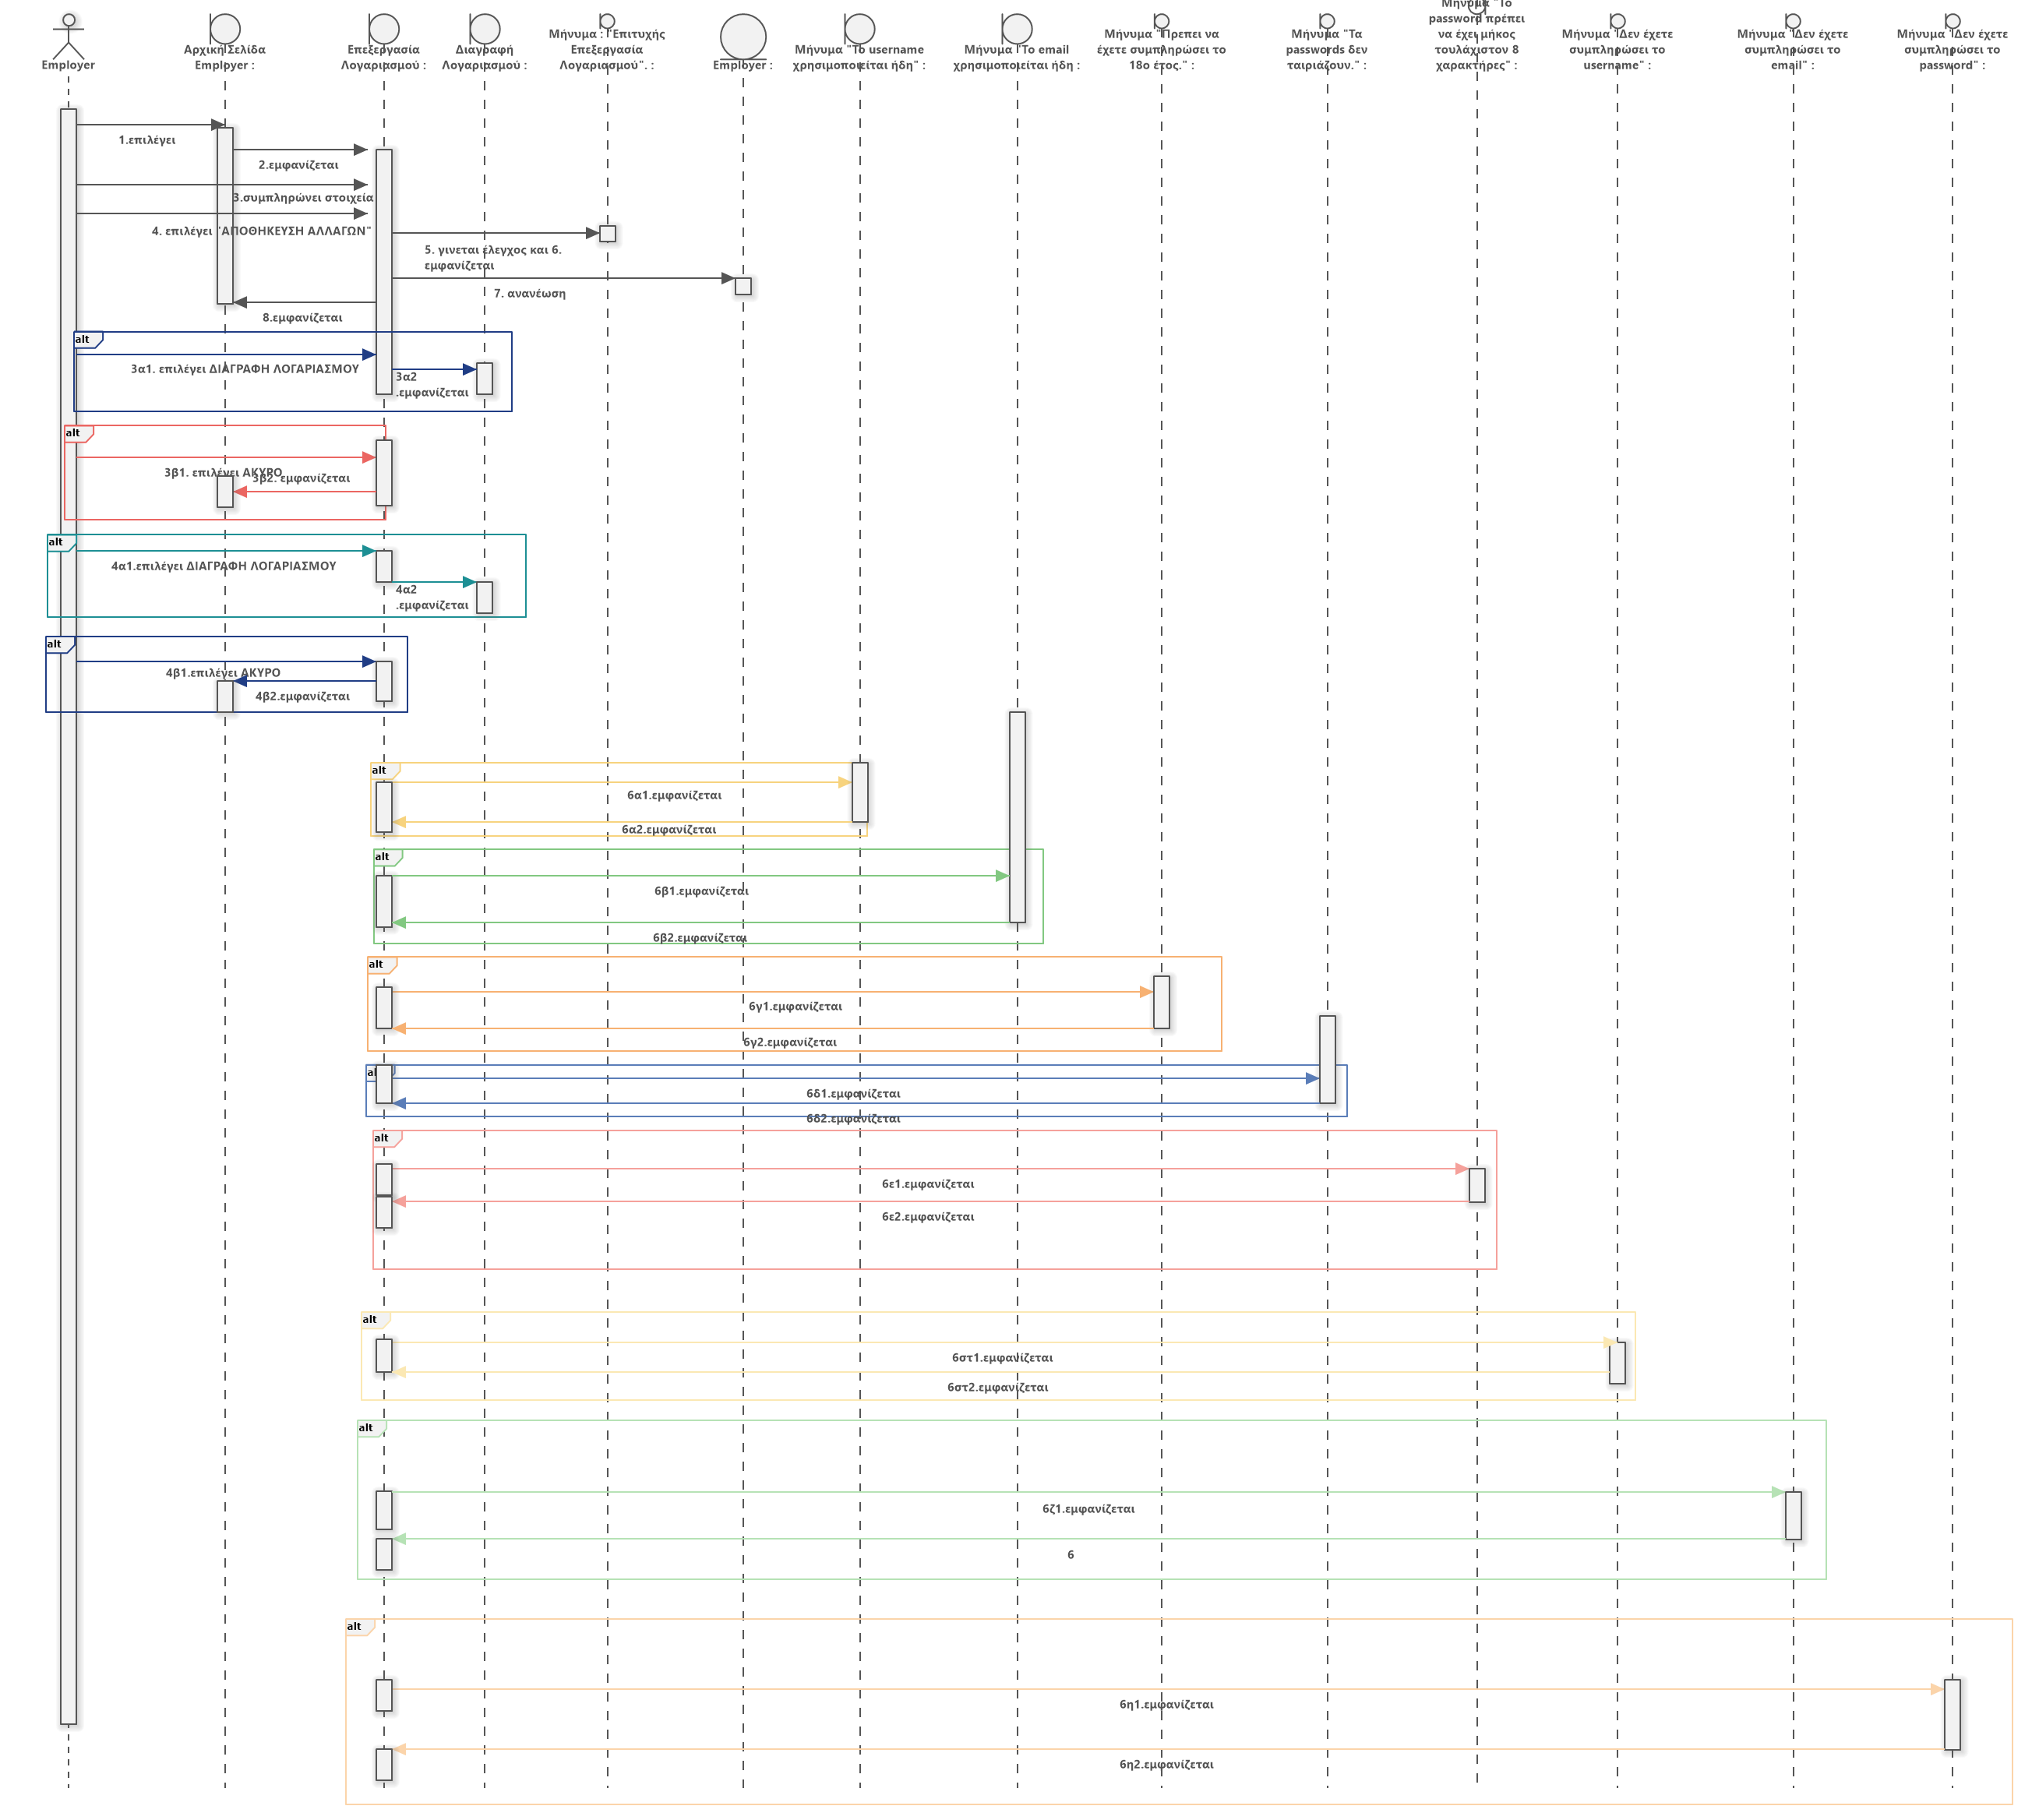 Employer
Αρχική Σελίδα
Employer :
Επεξεργασία
Λογαριασμού :
Διαγραφή
Λογαριασμού :
Μήνυμα : "Επιτυχής
Επεξεργασία
Λογαριασμού". :
Employer :
Μήνυμα "Το username
χρησιμοποιείται ήδη" :
Μήνυμα "Το email
χρησιμοποιείται ήδη :
Μήνυμα "Πρεπει να
έχετε συμπληρώσει το
18ο έτος." :
Μήνυμα "Τα
passwords δεν
ταιριάζουν." :
Μήνυμα "Το
password πρέπει
να έχει μήκος
τουλάχιστον 8
χαρακτήρες" :
Μήνυμα "Δεν έχετε
συμπληρώσει το
username" :
Μήνυμα "Δεν έχετε
συμπληρώσει το
email" :
Μήνυμα "Δεν έχετε
συμπληρώσει το
password" :
1.επιλέγει
2.εμφανίζεται
3.συμπληρώνει στοιχεία
4. επιλέγει "ΑΠΟΘΗΚΕΥΣΗ ΑΛΛΑΓΩΝ"
5. γινεται έλεγχος και 6.
εμφανίζεται
7. ανανέωση
8.εμφανίζεται
alt
3α1. επιλέγει ΔΙΑΓΡΑΦΗ ΛΟΓΑΡΙΑΣΜΟΥ
3α2
.εμφανίζεται
alt
3β1. επιλέγει ΑΚΥΡΟ
3β2. εμφανίζεται
alt
4α1.επιλέγει ΔΙΑΓΡΑΦΗ ΛΟΓΑΡΙΑΣΜΟΥ
4α2
.εμφανίζεται
alt
4β1.επιλέγει ΑΚΥΡΟ
4β2.εμφανίζεται
alt
6α1.εμφανίζεται
6α2.εμφανίζεται
alt
6β1.εμφανίζεται
6β2.εμφανίζεται
alt
6γ1.εμφανίζεται
6γ2.εμφανίζεται
6δ1.εμφανίζεται
6δ2.εμφανίζεται
alt
6ε1.εμφανίζεται
6ε2.εμφανίζεται
alt
6στ1.εμφανίζεται
6στ2.εμφανίζεται
alt
6ζ1.εμφανίζεται
6
alt
6η1.εμφανίζεται
6η2.εμφανίζεται